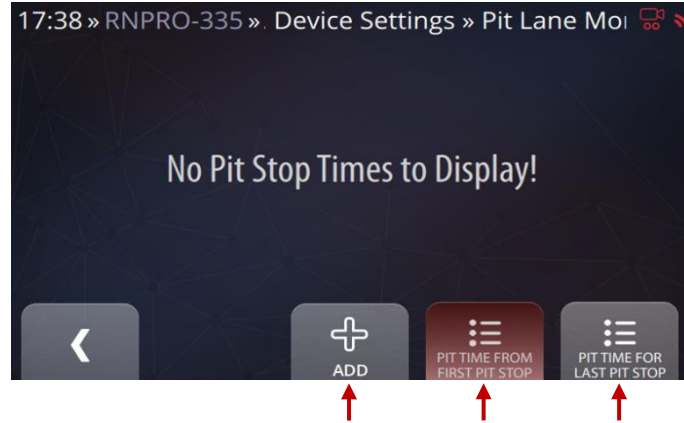 17:38 » RNPRO-335 ». Device Settings » Pit Lane Mo
No Pit Stop Times to Display!
ADD
PIT TIME FROM
FIRST PIT STOP
PIT TIME FOR
LAST PIT STOP